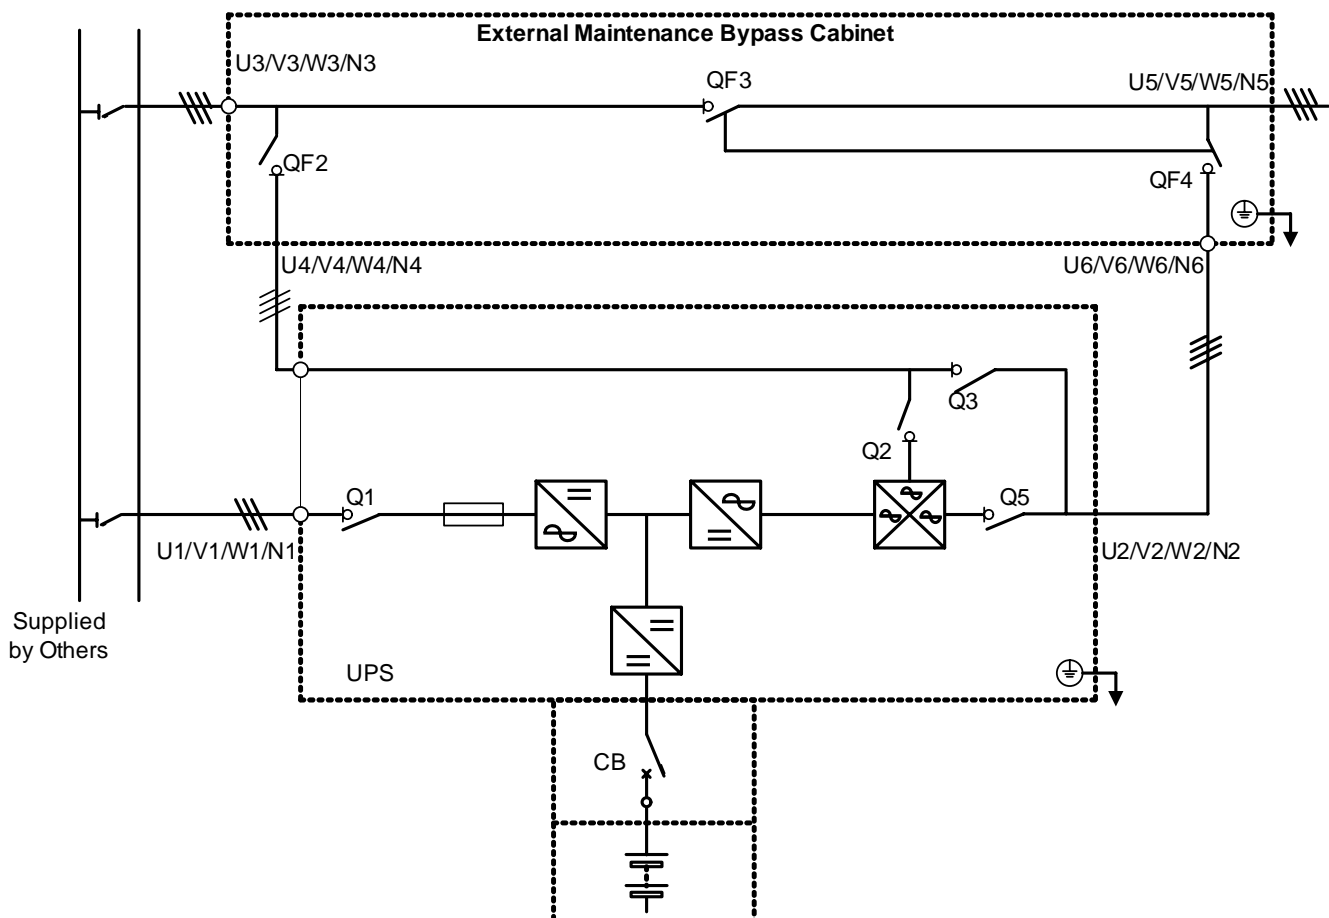 External Maintenance Bypass Cabinet
U3/V3/W3/N3
QF3
U5/V5/W5/N5
QF2
QF4
U4/V4/W4/N4
U6/V6/W6/N6
Q3
Q2
Q1
Q5
U1/V1/W1/N1
U2/V2/W2/N2
Supplied
by Others
UPS
CB